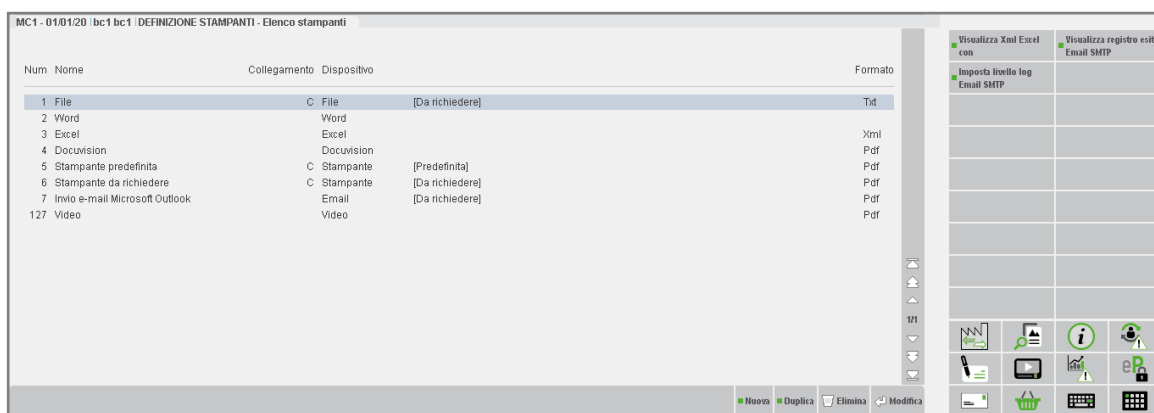 MC1 - 01/01/20 | bc1 bc1 | DEFINIZIONE STAMPANTI - Elenco stampanti
Num Nome Collegamento Dispositivo Formato
1 File C File [Da richiedere] Txt
2 Word Word
3 Excel Excel Xml
4 Docuvision Docuvision Pdf
5 Stampante predefinita C Stampante [Predefinita] Pdf
6 Stampante da richiedere C Stampante [Da richiedere] Pdf
7 Invio e-mail Microsoft Outlook Email [Da richiedere] Pdf
127 Video Video Pdf
1/1
Nuova Duplica Elimina Modifica
Visualizza Xml Excel
con
Visualizza registro esit
Email SMTP
Imposta livello log
Email SMTP
i
eP